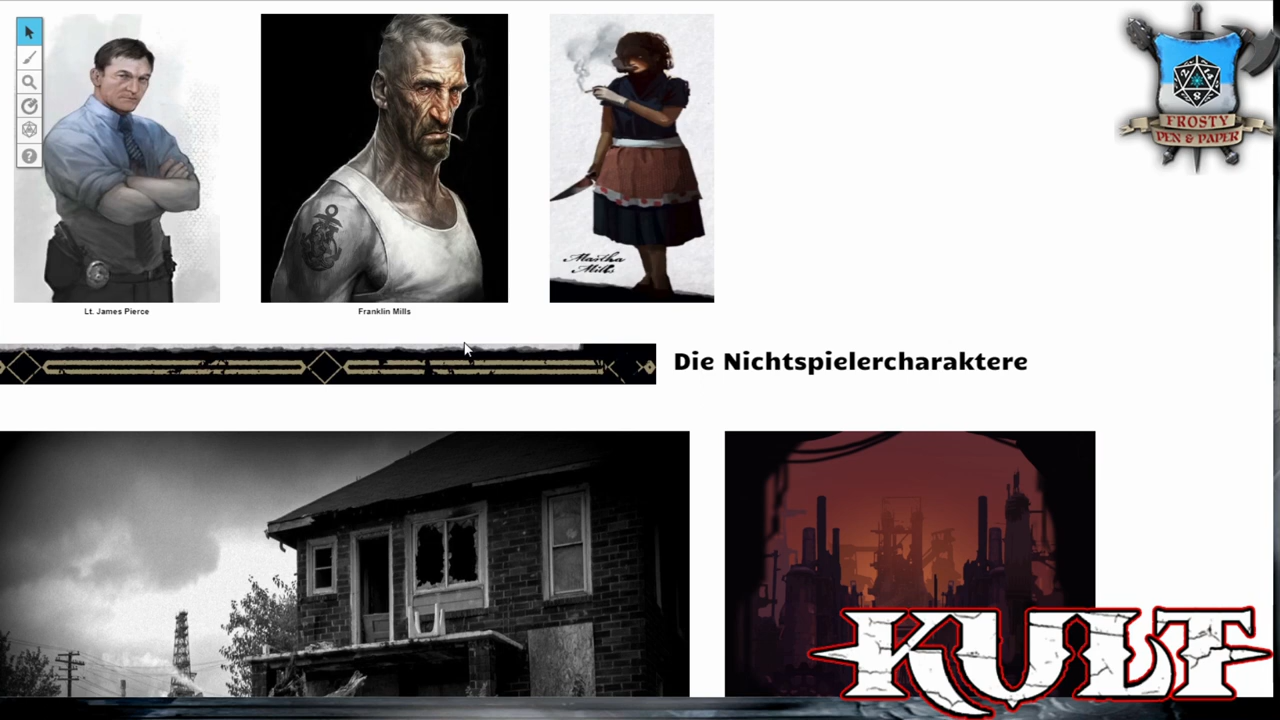 FROSTY
PEN & PAPER
Martha
Mills
Lt. James Pierce
Franklin Mills
Die Nichtspielercharaktere
KULT